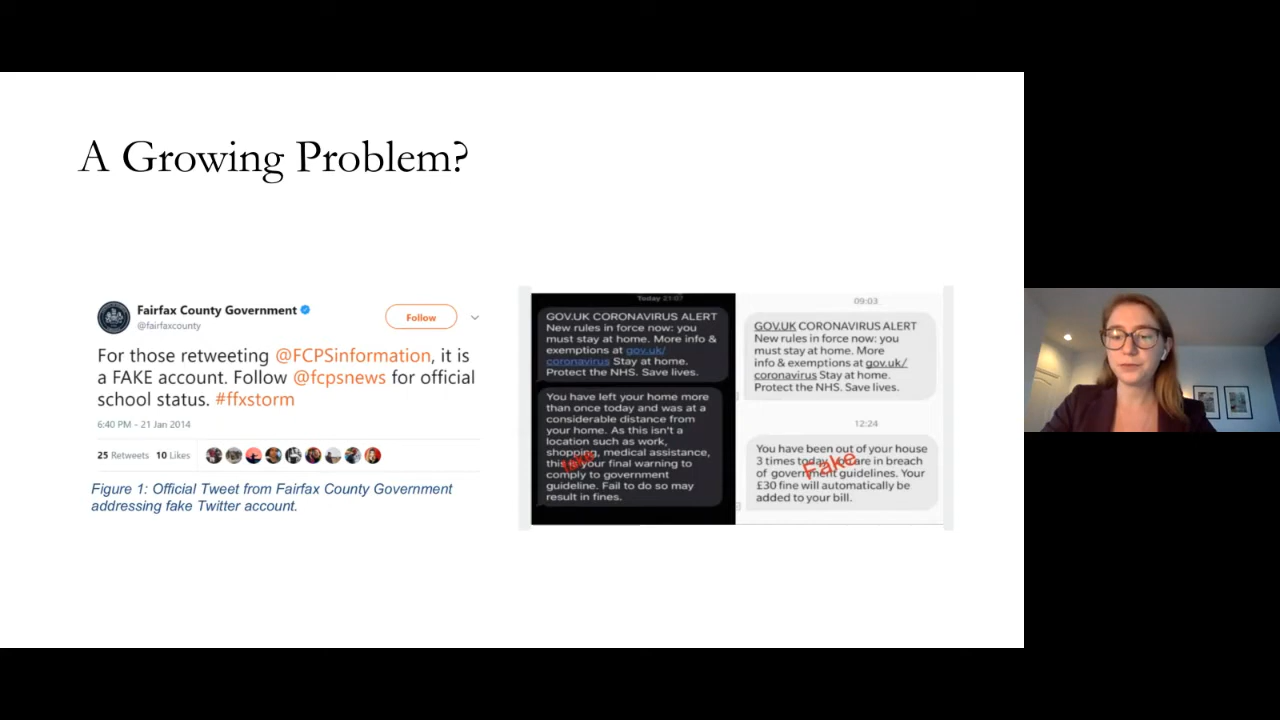 A Growing Problem?
Fairfax County Government
@fairfaxcounty
Follow
For those retweeting @FCPSinformation, it is
a FAKE account. Follow @fcpsnews for official
school status. #ffxstorm
6:40 PM - 21 Jan 2014
25 Retweets 10 Likes
Figure 1: Official Tweet from Fairfax County Government
addressing fake Twitter account.
Today 21:07
GOV.UK CORONAVIRUS ALERT
New rules in force now: you
must stay at home. More info &
exemptions at gov.uk/
coronavirus Stay at home.
Protect the NHS. Save lives.
You have left your home more
than once today and was at a
considerable distance from
your home. As this isn't a
location such as work,
shopping, medical assistance,
this your final warning to
comply to government
guideline. Fail to do so may
result in fines.
09:03
GOV.UK CORONAVIRUS ALERT
New rules in force now: you
must stay at home. More
info & exemptions at gov.uk/
coronavirus Stay at home.
Protect the NHS. Save lives.
12:24
You have been out of your house
3 times today. are in breach
of government guidelines. Your
£30 fine will automatically be
added to your bill.
Fake